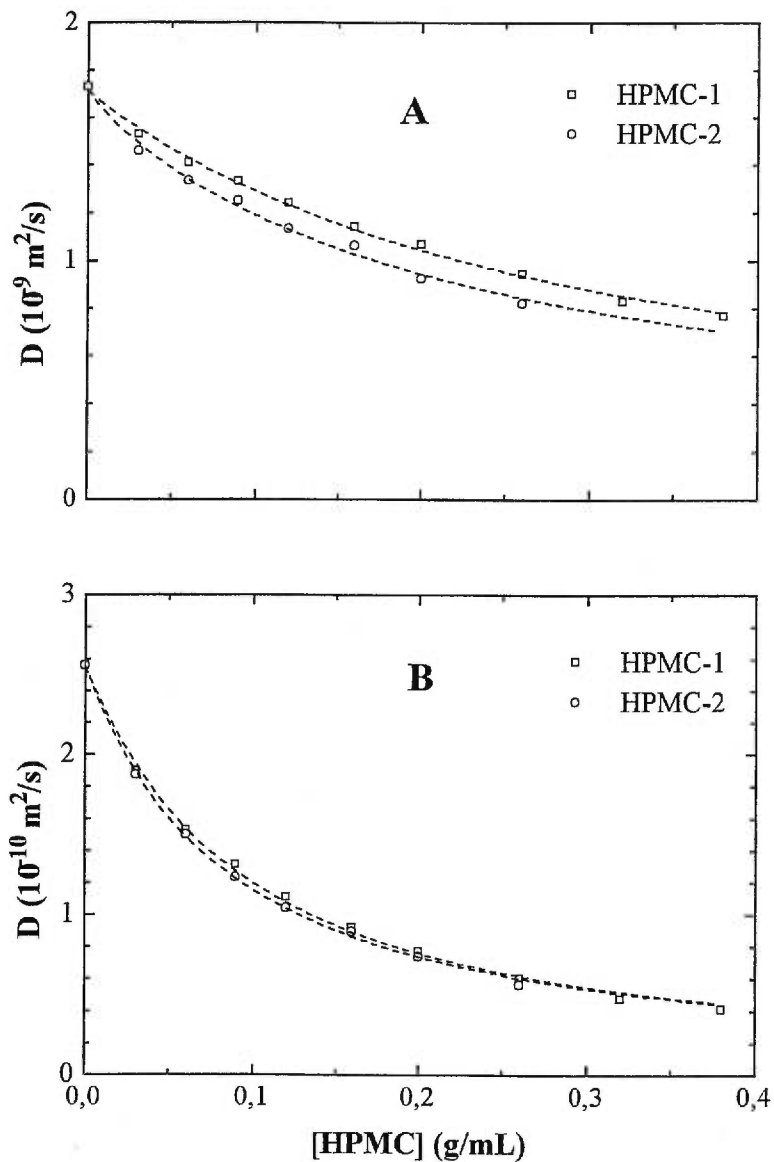 2
A
HPMC-1
HPMC-2
1
D (10⁻⁹ m²/s)
0
3
B
HPMC-1
HPMC-2
2
D (10⁻¹⁰ m²/s)
1
0
0,0 0,1 0,2 0,3 0,4
[HPMC] (g/mL)